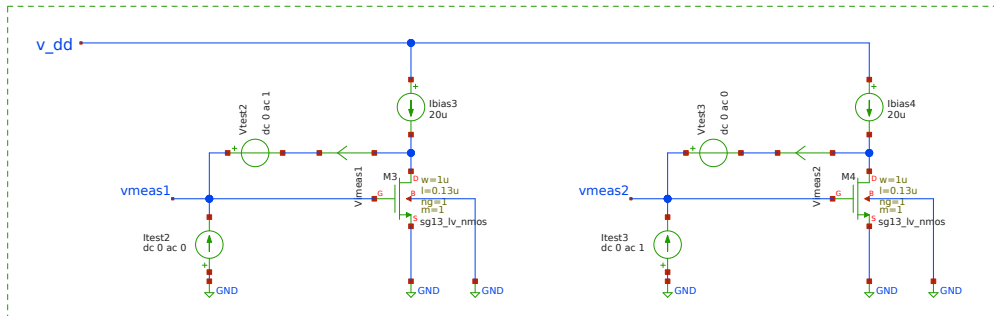 v_dd
Vtest2
dc 0 ac 1
+
Ibias3
20u
+
Vmeas1
vmeas1
M3
G
D
B
S
w=1u
l=0.13u
ng=1
m=1
sg13_lv_nmos
Itest2
dc 0 ac 0
+
GND
GND
GND
Vtest3
dc 0 ac 0
+
Ibias4
20u
+
Vmeas2
vmeas2
M4
G
D
B
S
w=1u
l=0.13u
ng=1
m=1
sg13_lv_nmos
Itest3
dc 0 ac 1
+
GND
GND
GND